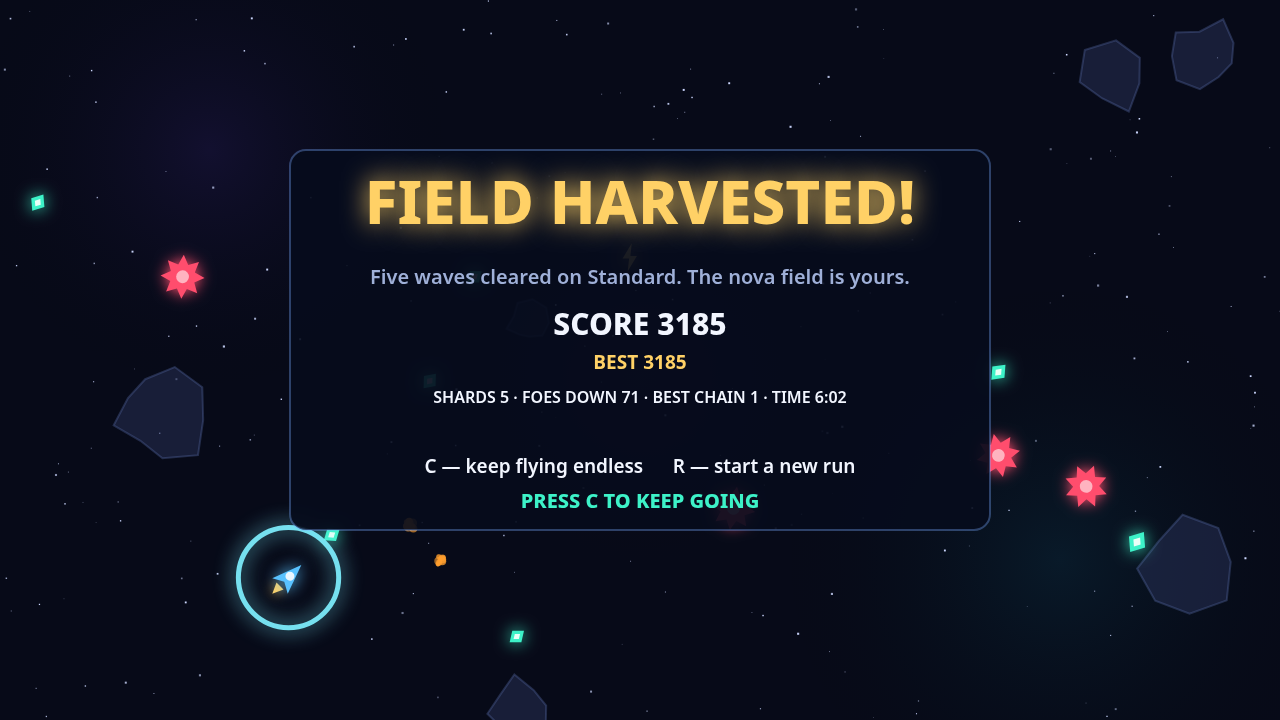 FIELD HARVESTED!
Five waves cleared on Standard. The nova field is yours.
SCORE 3185
BEST 3185
SHARDS 5 · FOES DOWN 71 · BEST CHAIN 1 · TIME 6:02
C — keep flying endless R — start a new run
PRESS C TO KEEP GOING